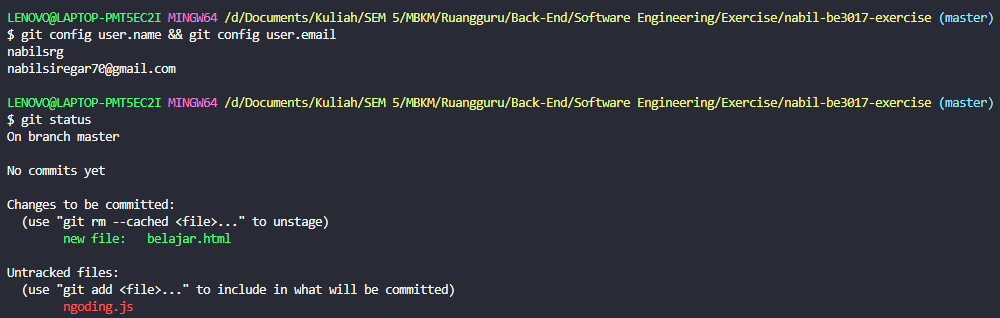 LENOVO@LAPTOP-PMT5EC2I MINGW64 /d/Documents/Kuliah/SEM 5/MBKM/Ruangguru/Back-End/Software Engineering/Exercise/nabil-be3017-exercise (master)
$ git config user.name && git config user.email
nabilsrg
nabilsiregar70@gmail.com
LENOVO@LAPTOP-PMT5EC2I MINGW64 /d/Documents/Kuliah/SEM 5/MBKM/Ruangguru/Back-End/Software Engineering/Exercise/nabil-be3017-exercise (master)
$ git status
On branch master
No commits yet
Changes to be committed:
  (use "git rm --cached <file>..." to unstage)
        new file:   belajar.html
Untracked files:
  (use "git add <file>..." to include in what will be committed)
        ngoding.js